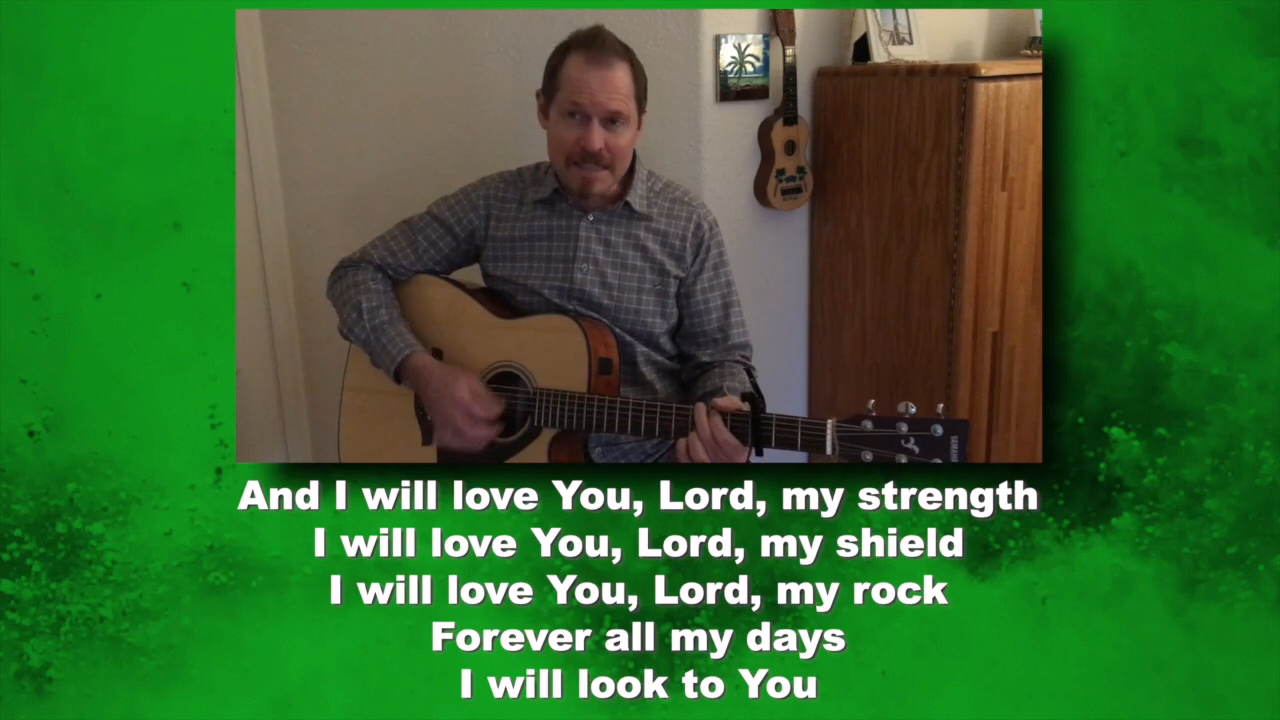 And I will love You, Lord, my strength
I will love You, Lord, my shield
I will love You, Lord, my rock
Forever all my days
I will look to You
YAMAHA